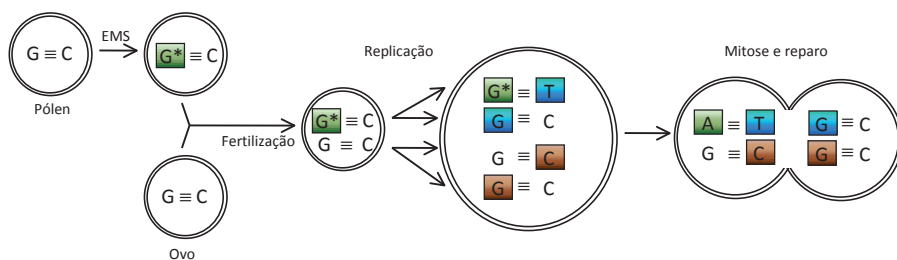 G ≡ C
Pólen
EMS
G* ≡ C
G ≡ C
Ovo
Fertilização
G* ≡ C
G ≡ C
Replicação
G* ≡ T
G ≡ C
G ≡ C
G ≡ C
Mitose e reparo
A ≡ T
G ≡ C
G ≡ C
G ≡ C